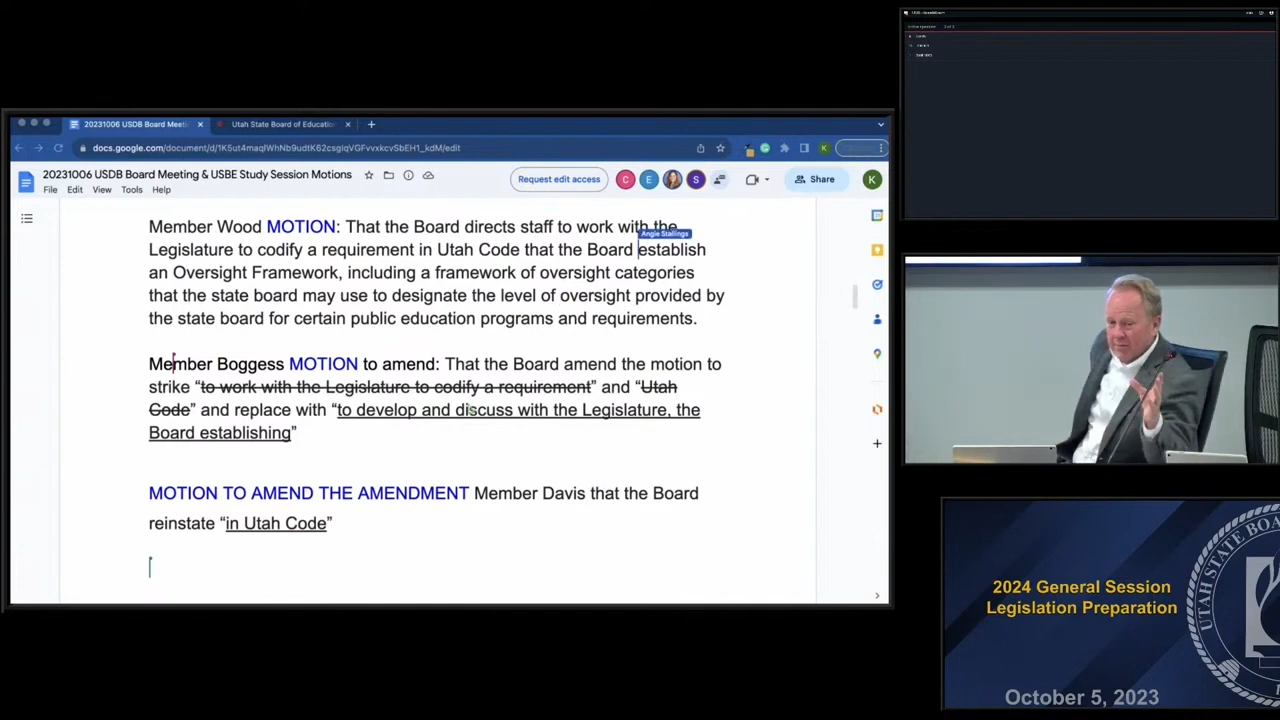 20231006 USDB Board Meeti
Utah State Board of Education
docs.google.com/document/d/1K5ut4maqIWhNb9udtK62csgIqVGFvvxkcvSbEH1_kdM/edit
K
20231006 USDB Board Meeting & USBE Study Session Motions
File Edit View Tools Help
Request edit access
C E S
Share
K
Member Wood MOTION: That the Board directs staff to work with the
Angie Stallings
Legislature to codify a requirement in Utah Code that the Board establish
an Oversight Framework, including a framework of oversight categories
that the state board may use to designate the level of oversight provided by
the state board for certain public education programs and requirements.
Member Boggess MOTION to amend: That the Board amend the motion to
strike “to work with the Legislature to codify a requirement” and “Utah
Code” and replace with “to develop and discuss with the Legislature, the
Board establishing”
MOTION TO AMEND THE AMENDMENT Member Davis that the Board
reinstate “in Utah Code”
2024 General Session
Legislation Preparation
October 5, 2023
UTAH STATE BOA